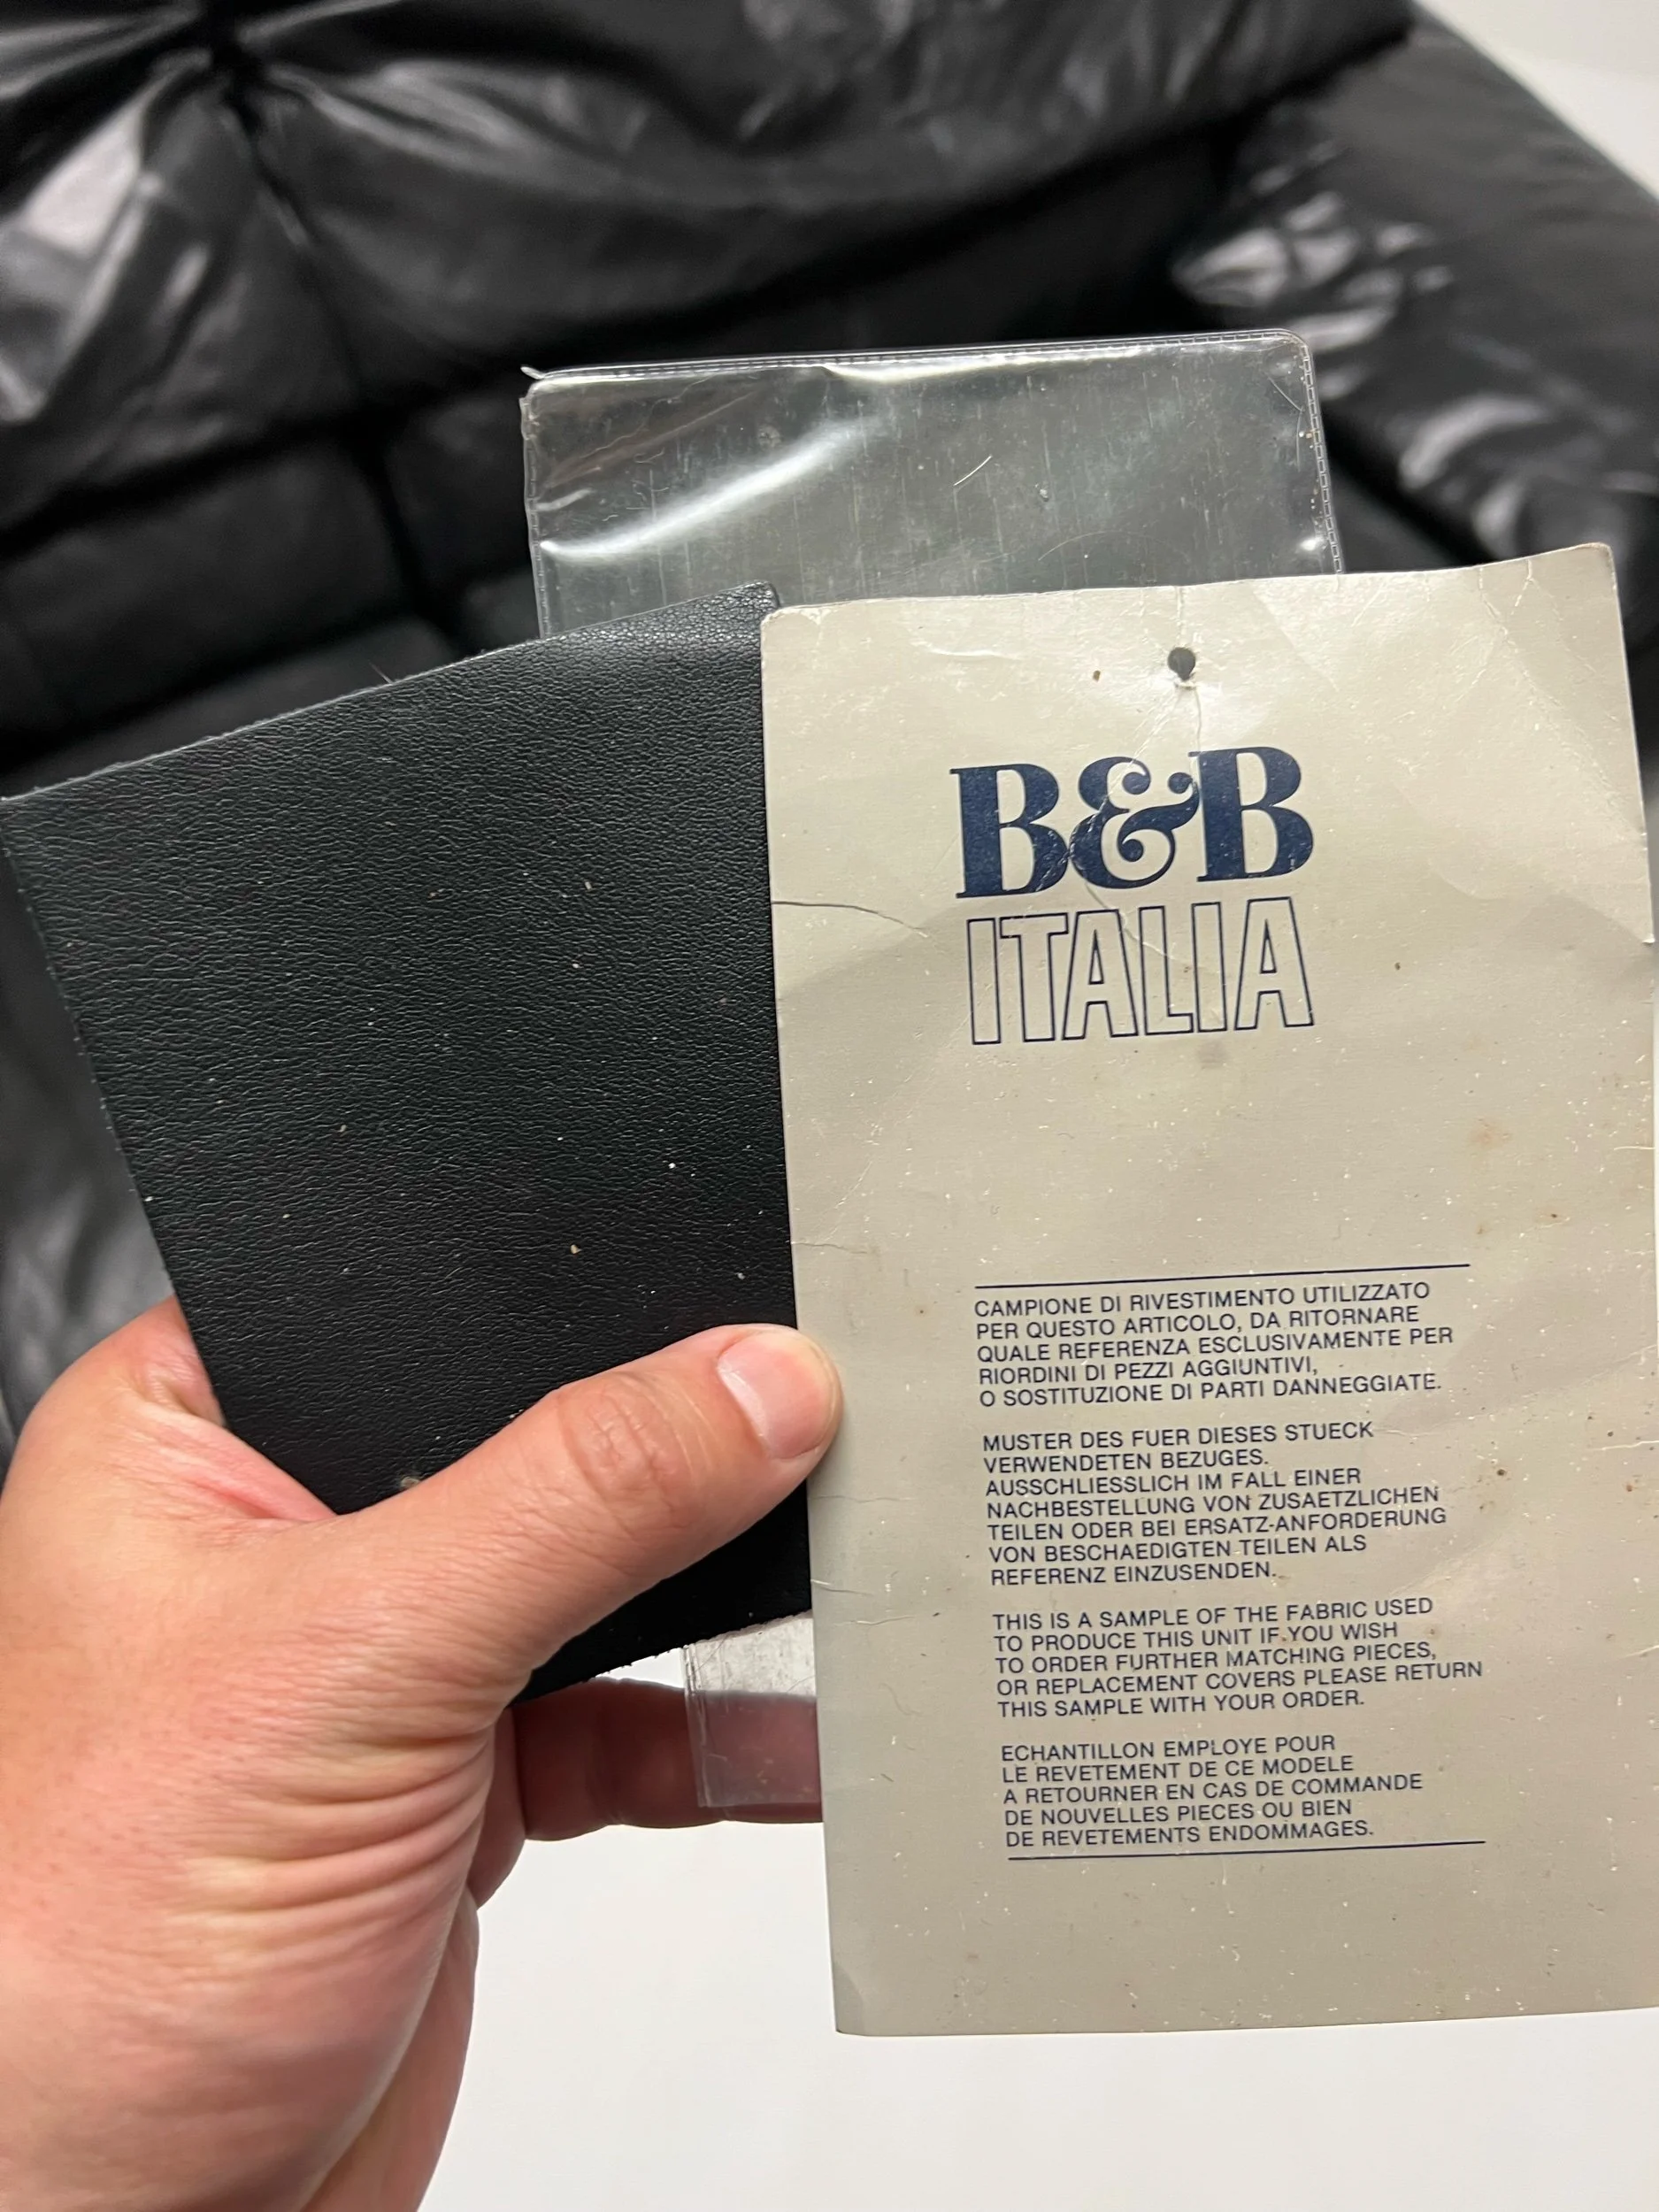 B&B
ITALIA
CAMPIONE DI RIVESTIMENTO UTILIZZATO
PER QUESTO ARTICOLO, DA RITORNARE
QUALE REFERENZA ESCLUSIVAMENTE PER
RIORDINI DI PEZZI AGGIUNTIVI,
O SOSTITUZIONE DI PARTI DANNEGGIATE.
MUSTER DES FUER DIESES STUECK
VERWENDETEN BEZUGES.
AUSSCHLIESSLICH IM FALL EINER
NACHBESTELLUNG VON ZUSAETZLICHEN
TEILEN ODER BEI ERSATZ-ANFORDERUNG
VON BESCHAEDIGTEN TEILEN ALS
REFERENZ EINZUSENDEN.
THIS IS A SAMPLE OF THE FABRIC USED
TO PRODUCE THIS UNIT IF YOU WISH
TO ORDER FURTHER MATCHING PIECES,
OR REPLACEMENT COVERS PLEASE RETURN
THIS SAMPLE WITH YOUR ORDER.
ECHANTILLON EMPLOYE POUR
LE REVETEMENT DE CE MODELE
A RETOURNER EN CAS DE COMMANDE
DE NOUVELLES PIECES OU BIEN
DE REVETEMENTS ENDOMMAGES.